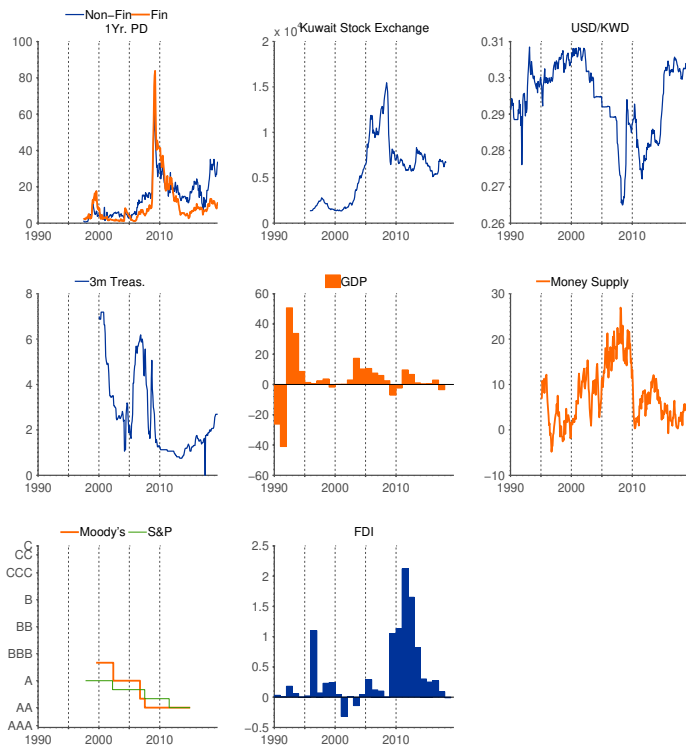 Non−Fin Fin
1Yr. PD
100
80
60
40
20
0
1990 2000 2010
x 10⁴ Kuwait Stock Exchange
2
1.5
1
0.5
0
1990 2000 2010
USD/KWD
0.31
0.3
0.29
0.28
0.27
0.26
1990 2000 2010
3m Treas.
8
6
4
2
0
1990 2000 2010
GDP
60
40
20
0
−20
−40
−60
1990 2000 2010
Money Supply
30
20
10
0
−10
1990 2000 2010
Moody's S&P
C
CC
CCC
B
BB
BBB
A
AA
AAA
1990 2000 2010
FDI
2.5
2
1.5
1
0.5
0
−0.5
1990 2000 2010